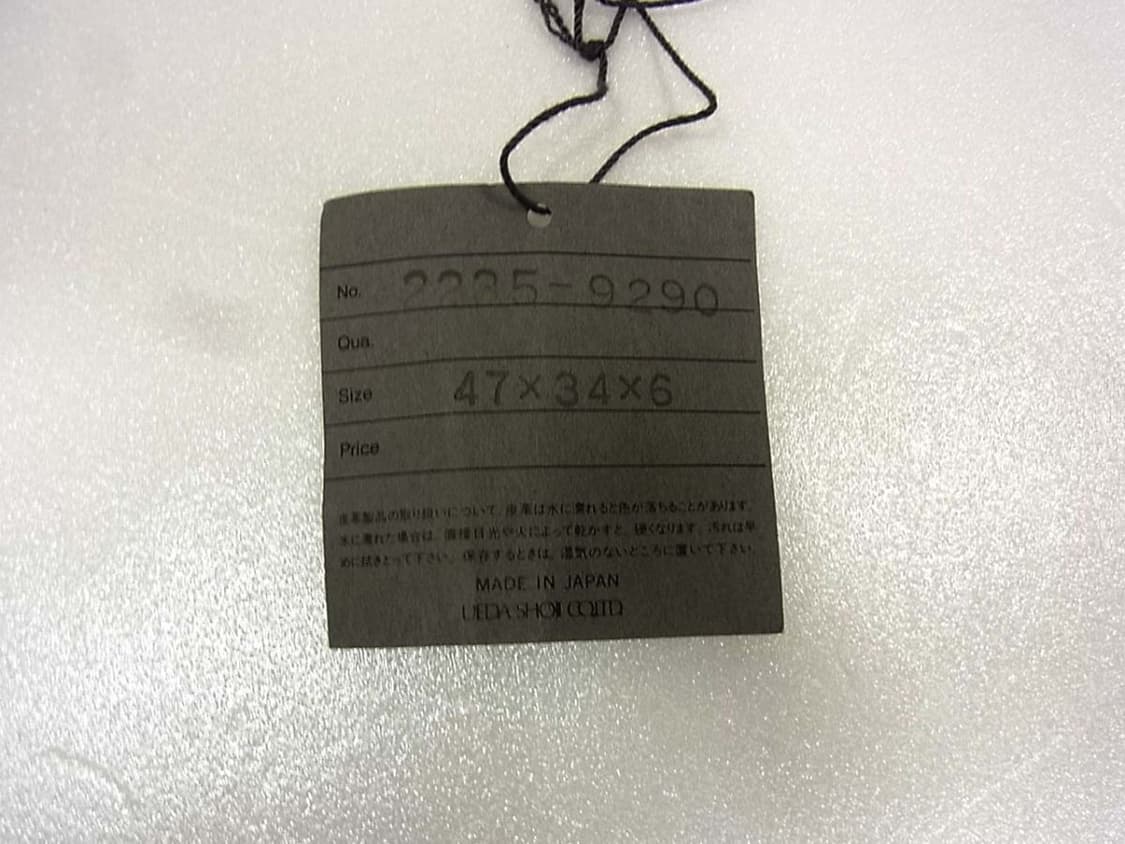 No. 2235-9290
Qua.
Size 47×34×6
Price
皮革製品の取り扱いについて、皮革は水に濡れると色が落ちることがあります。
水に濡れた場合は、直接日光や火によって乾かすと、硬くなります。汚れは早
めに拭きとって下さい。保存するときは、湿気のないところに置いて下さい。
MADE IN JAPAN
UEDA SHOJI CO.,LTD.